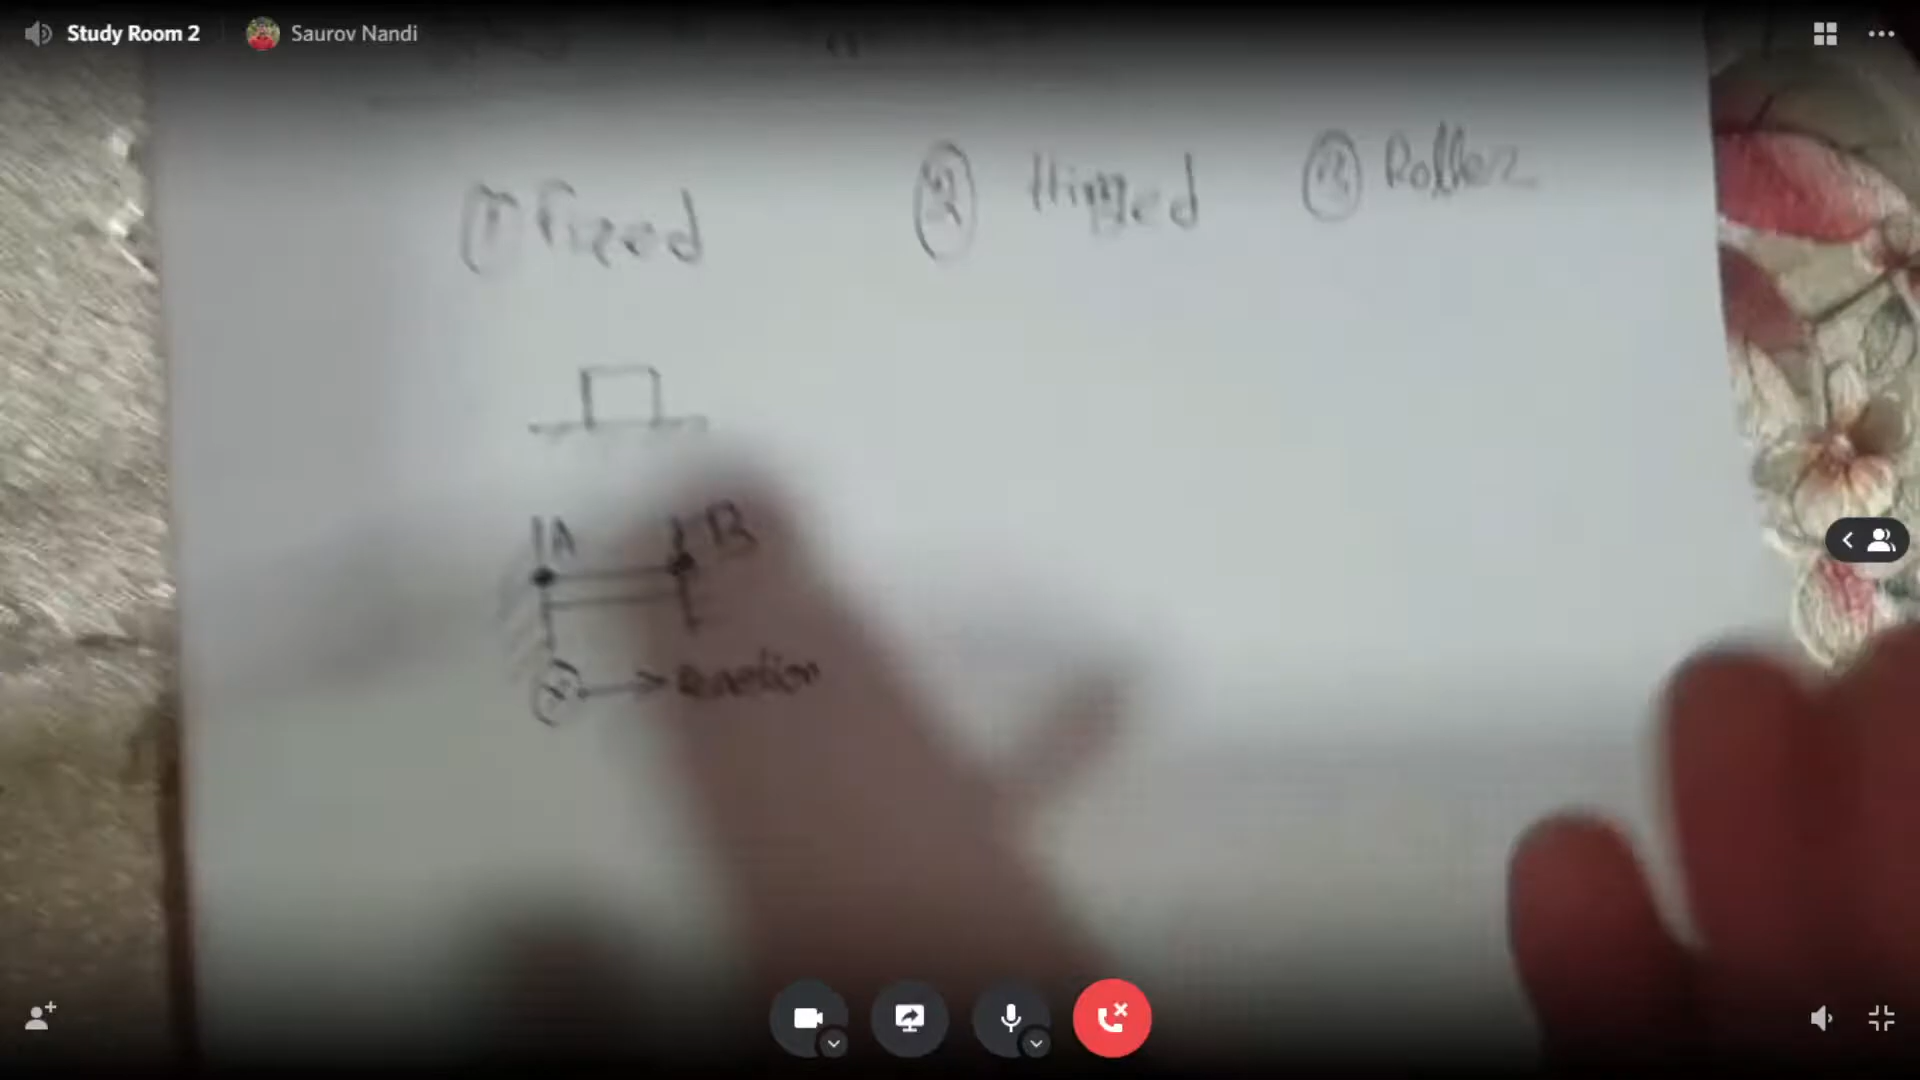 Study Room 2 Saurov Nandi
① Fixed ② Hinged ③ Roller
A B
Reaction